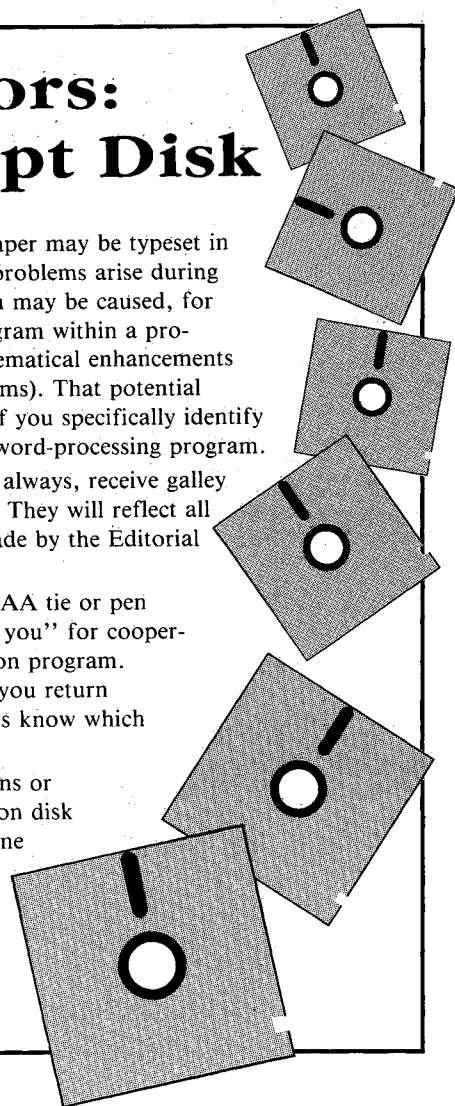 ors:
pt Disk
aper may be typeset in
problems arise during
may be caused, for
gram within a pro-
ematical enhancements
ms). That potential
f you specifically identify
word-processing program.
always, receive galley
They will reflect all
ade by the Editorial
AA tie or pen
you” for cooper-
on program.
you return
s know which
ns or
on disk
ne